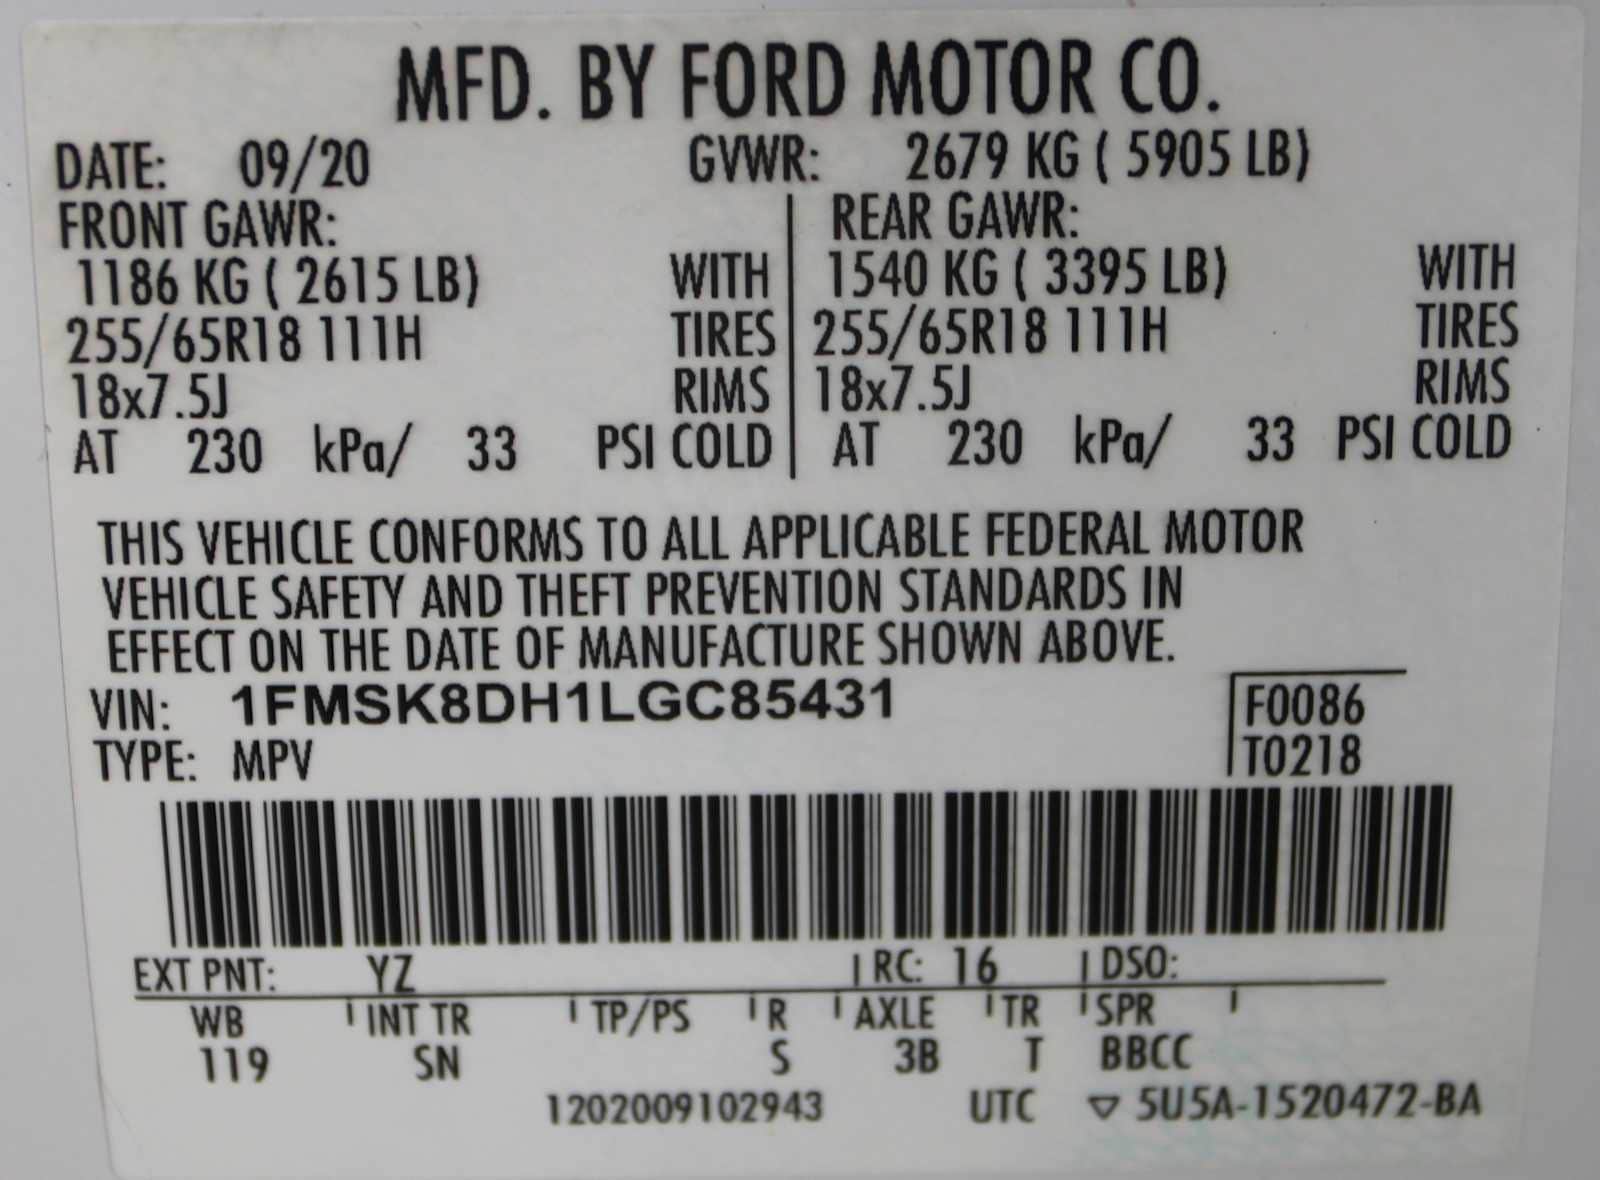 MFD. BY FORD MOTOR CO.
DATE: 09/20 GVWR: 2679 KG ( 5905 LB)
FRONT GAWR: REAR GAWR:
1186 KG ( 2615 LB) WITH 1540 KG ( 3395 LB) WITH
255/65R18 111H TIRES 255/65R18 111H TIRES
18x7.5J RIMS 18x7.5J RIMS
AT 230 kPa/ 33 PSI COLD AT 230 kPa/ 33 PSI COLD
THIS VEHICLE CONFORMS TO ALL APPLICABLE FEDERAL MOTOR
VEHICLE SAFETY AND THEFT PREVENTION STANDARDS IN
EFFECT ON THE DATE OF MANUFACTURE SHOWN ABOVE.
VIN: 1FMSK8DH1LGC85431 F0086
TYPE: MPV T0218
EXT PNT: YZ RC: 16 DSO:
WB INT TR TP/PS R AXLE TR SPR
119 SN S 3B T BBCC
1202009102943 UTC ▽ 5U5A-1520472-BA